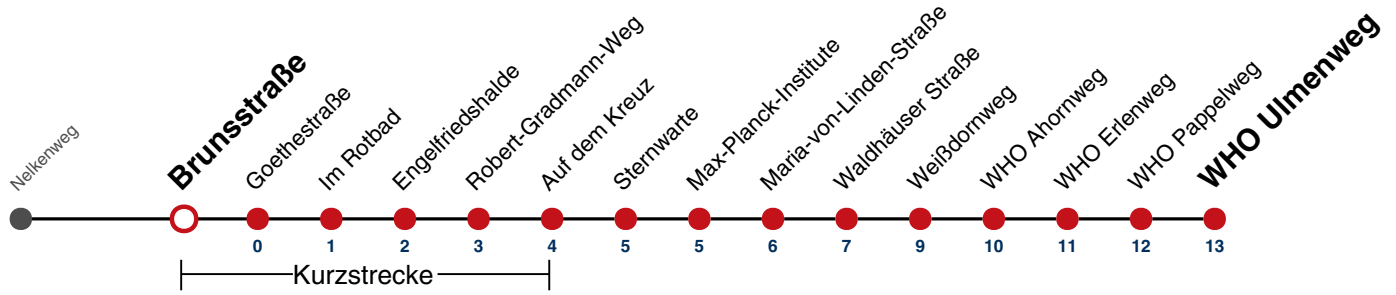 Nelkenweg
Brunsstraße
Goethestraße
Im Rotbad
Engelfriedshalde
Robert-Gradmann-Weg
Auf dem Kreuz
Sternwarte
Max-Planck-Institute
Maria-von-Linden-Straße
Waldhäuser Straße
Weißdornweg
WHO Ahornweg
WHO Erlenweg
WHO Pappelweg
WHO Ulmenweg
0 1 2 3 4 5 5 6 7 9 10 11 12 13
Kurzstrecke